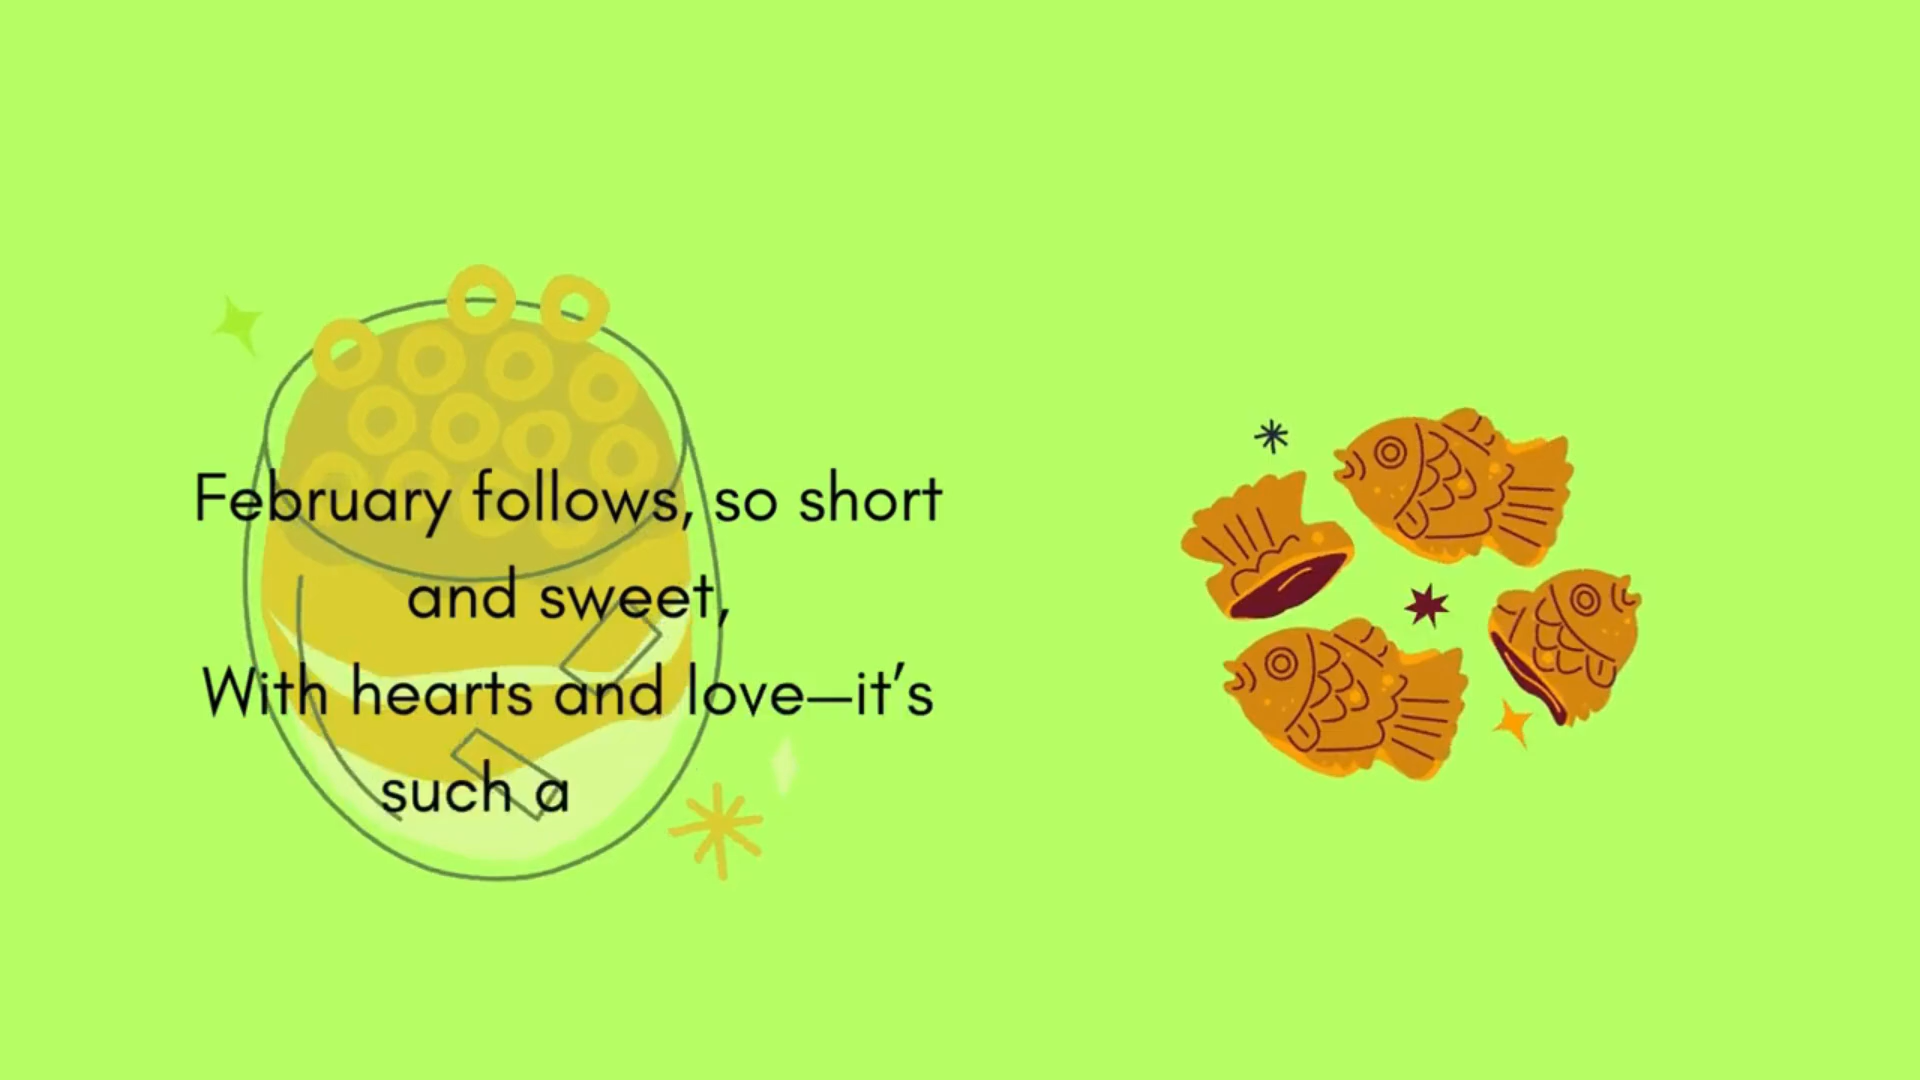 February follows, so short
and sweet,
With hearts and love—it’s
such a